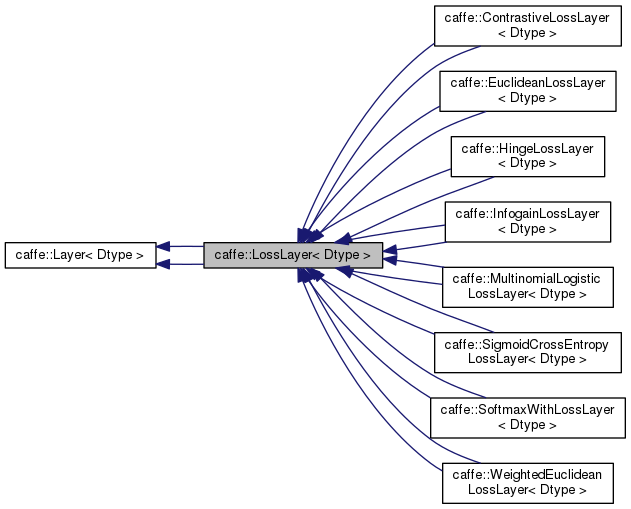 caffe::ContrastiveLossLayer
< Dtype >
caffe::EuclideanLossLayer
< Dtype >
caffe::HingeLossLayer
< Dtype >
caffe::InfogainLossLayer
< Dtype >
caffe::Layer< Dtype >
caffe::LossLayer< Dtype >
caffe::MultinomialLogistic
LossLayer< Dtype >
caffe::SigmoidCrossEntropy
LossLayer< Dtype >
caffe::SoftmaxWithLossLayer
< Dtype >
caffe::WeightedEuclidean
LossLayer< Dtype >